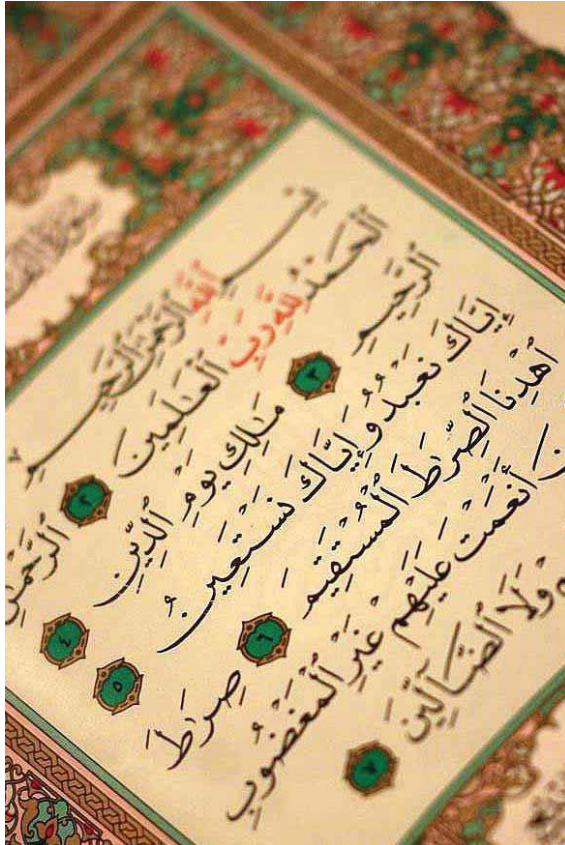 بِسْمِ ٱللَّهِ ٱلرَّحْمَٰنِ ٱلرَّحِيمِ
ٱلْحَمْدُ لِلَّهِ رَبِّ ٱلْعَٰلَمِينَ ٢ ٱلرَّحْمَٰنِ
ٱلرَّحِيمِ ٣ مَٰلِكِ يَوْمِ ٱلدِّينِ ٤
إِيَّاكَ نَعْبُدُ وَإِيَّاكَ نَسْتَعِينُ ٥
ٱهْدِنَا ٱلصِّرَٰطَ ٱلْمُسْتَقِيمَ ٦ صِرَٰطَ
أَنْعَمْتَ عَلَيْهِمْ غَيْرِ ٱلْمَغْضُوبِ
وَلَا ٱلضَّآلِّينَ ٧